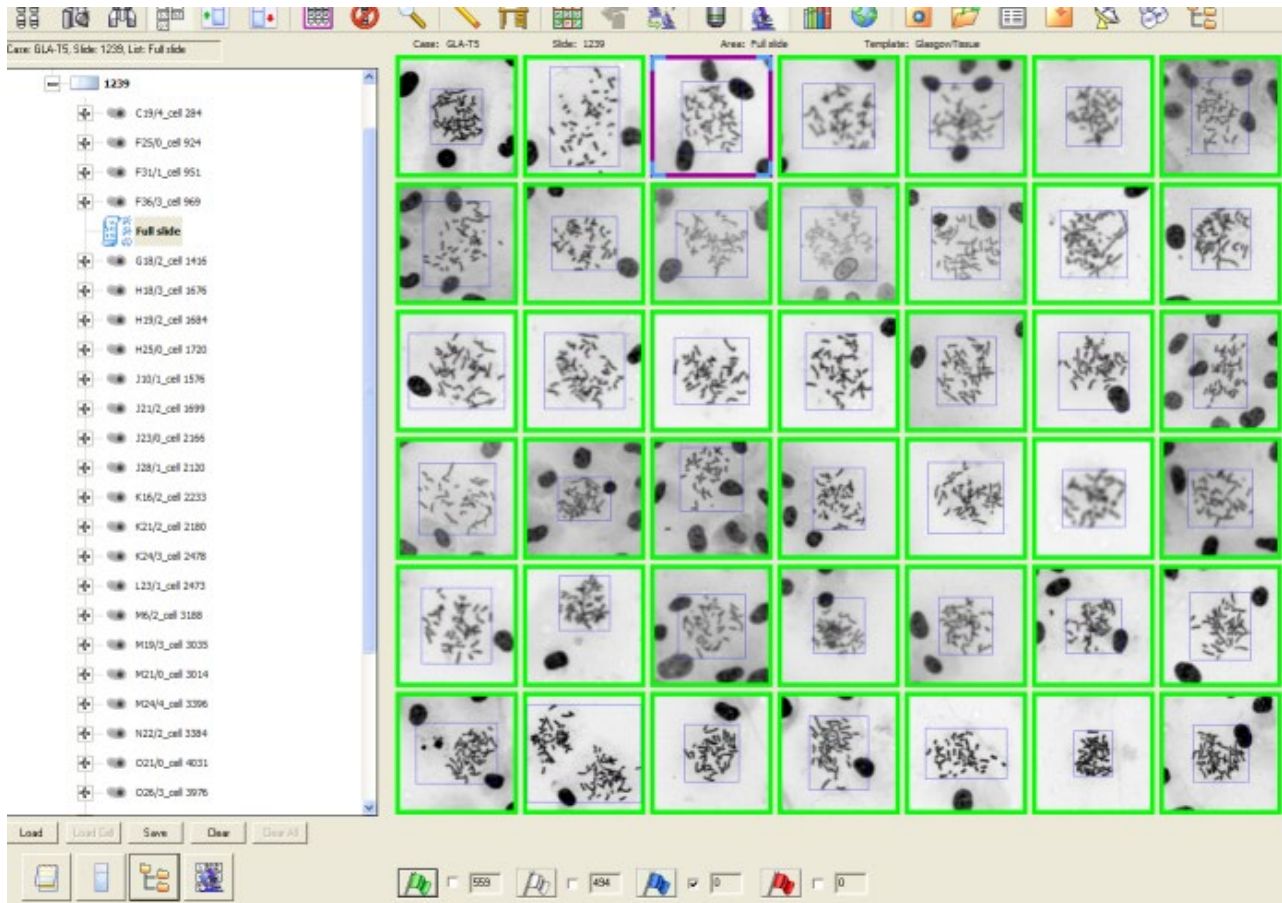 Case: GLA-T5, Slide: 1239, List: Full slide
Case: GLA-T5 Slide: 1239 Area: Full slide Template: GlasgowTissue
1239
C19/4_cell 284
F25/0_cell 924
F31/1_cell 951
F36/3_cell 969
Full slide
G18/2_cell 1416
H18/3_cell 1676
H19/2_cell 1684
H25/0_cell 1720
J10/1_cell 1576
J21/2_cell 1699
J23/0_cell 2166
J28/1_cell 2120
K16/2_cell 2233
K21/2_cell 2180
K24/3_cell 2478
L23/1_cell 2473
M6/2_cell 3188
M19/3_cell 3035
M21/0_cell 3014
M24/4_cell 3396
N22/2_cell 3384
O21/0_cell 4031
O26/3_cell 3976
Load Load Cell Save Clear Clear All
559 494 0 0